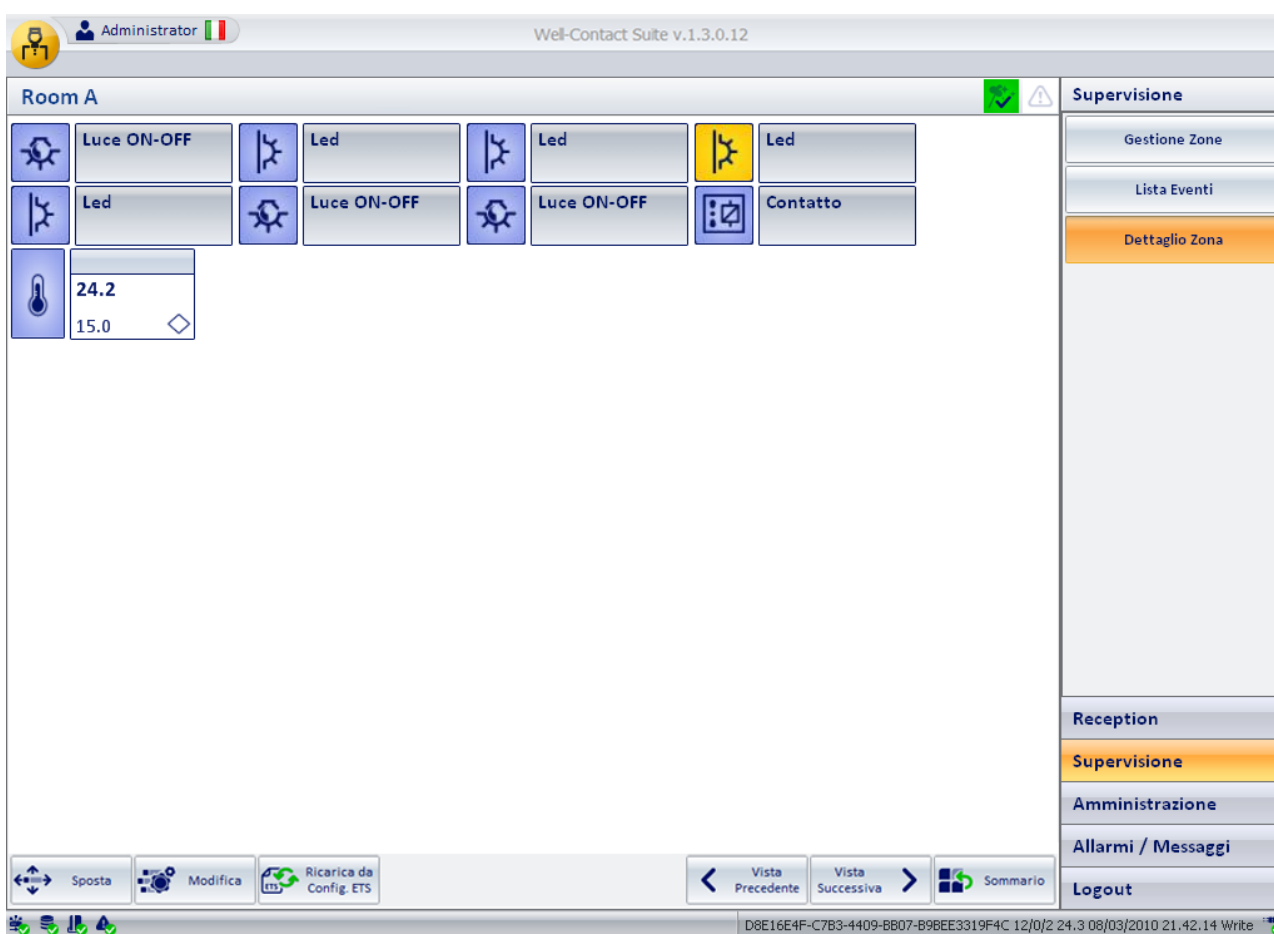 Administrator
Well-Contact Suite v.1.3.0.12
Room A
Luce ON-OFF
Led
Led
Led
Led
Luce ON-OFF
Luce ON-OFF
Contatto
24.2
15.0
Supervisione
Gestione Zone
Lista Eventi
Dettaglio Zona
Reception
Supervisione
Amministrazione
Allarmi / Messaggi
Logout
Sposta
Modifica
ETS
Ricarica da
Config. ETS
Vista
Precedente
Vista
Successiva
Sommario
D8E16E4F-C7B3-4409-BB07-B9BEE3319F4C 12/0/2 24.3 08/03/2010 21.42.14 Write